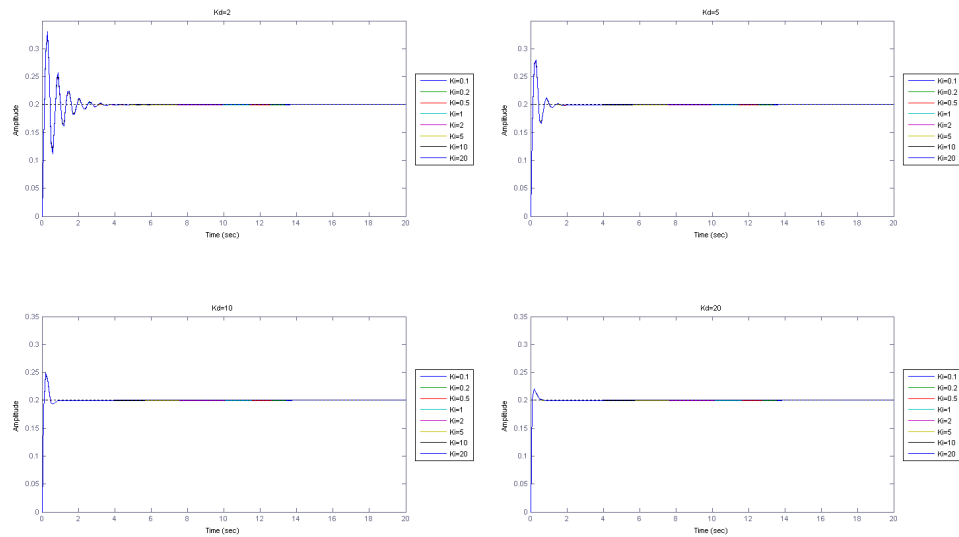 Kd=2
0.3
0.25
0.2
0.15
0.1
0.05
0
Amplitude
0 2 4 6 8 10 12 14 16 18 20
Time (sec)
Ki=0.1
Ki=0.2
Ki=0.5
Ki=1
Ki=2
Ki=5
Ki=10
Ki=20
Kd=5
0.3
0.25
0.2
0.15
0.1
0.05
0
Amplitude
0 2 4 6 8 10 12 14 16 18 20
Time (sec)
Ki=0.1
Ki=0.2
Ki=0.5
Ki=1
Ki=2
Ki=5
Ki=10
Ki=20
Kd=10
0.35
0.3
0.25
0.2
0.15
0.1
0.05
0
Amplitude
0 2 4 6 8 10 12 14 16 18 20
Time (sec)
Ki=0.1
Ki=0.2
Ki=0.5
Ki=1
Ki=2
Ki=5
Ki=10
Ki=20
Kd=20
0.35
0.3
0.25
0.2
0.15
0.1
0.05
0
Amplitude
0 2 4 6 8 10 12 14 16 18 20
Time (sec)
Ki=0.1
Ki=0.2
Ki=0.5
Ki=1
Ki=2
Ki=5
Ki=10
Ki=20